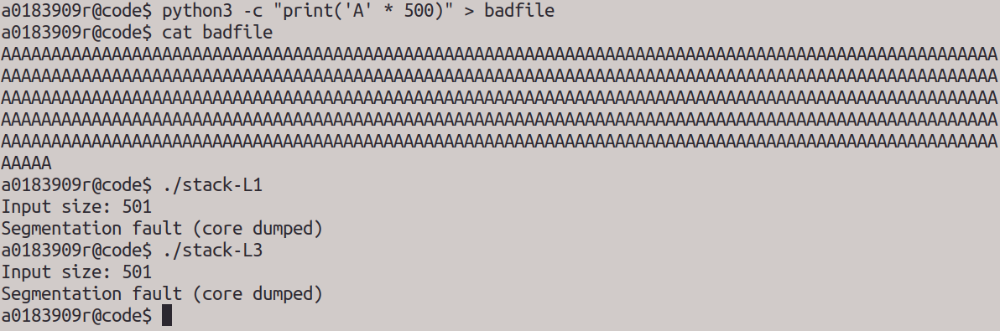 a0183909r@code$ python3 -c "print('A' * 500)" > badfile
a0183909r@code$ cat badfile
AAAAAAAAAAAAAAAAAAAAAAAAAAAAAAAAAAAAAAAAAAAAAAAAAAAAAAAAAAAAAAAAAAAAAAAAAAAAAAAAAAAAAAAAAAAAAAAAAAA
AAAAAAAAAAAAAAAAAAAAAAAAAAAAAAAAAAAAAAAAAAAAAAAAAAAAAAAAAAAAAAAAAAAAAAAAAAAAAAAAAAAAAAAAAAAAAAAAAAA
AAAAAAAAAAAAAAAAAAAAAAAAAAAAAAAAAAAAAAAAAAAAAAAAAAAAAAAAAAAAAAAAAAAAAAAAAAAAAAAAAAAAAAAAAAAAAAAAAAA
AAAAAAAAAAAAAAAAAAAAAAAAAAAAAAAAAAAAAAAAAAAAAAAAAAAAAAAAAAAAAAAAAAAAAAAAAAAAAAAAAAAAAAAAAAAAAAAAAAA
AAAAAAAAAAAAAAAAAAAAAAAAAAAAAAAAAAAAAAAAAAAAAAAAAAAAAAAAAAAAAAAAAAAAAAAAAAAAAAAAAAAAAAAAAAAAAAAAAAA
AAAAA
a0183909r@code$ ./stack-L1
Input size: 501
Segmentation fault (core dumped)
a0183909r@code$ ./stack-L3
Input size: 501
Segmentation fault (core dumped)
a0183909r@code$